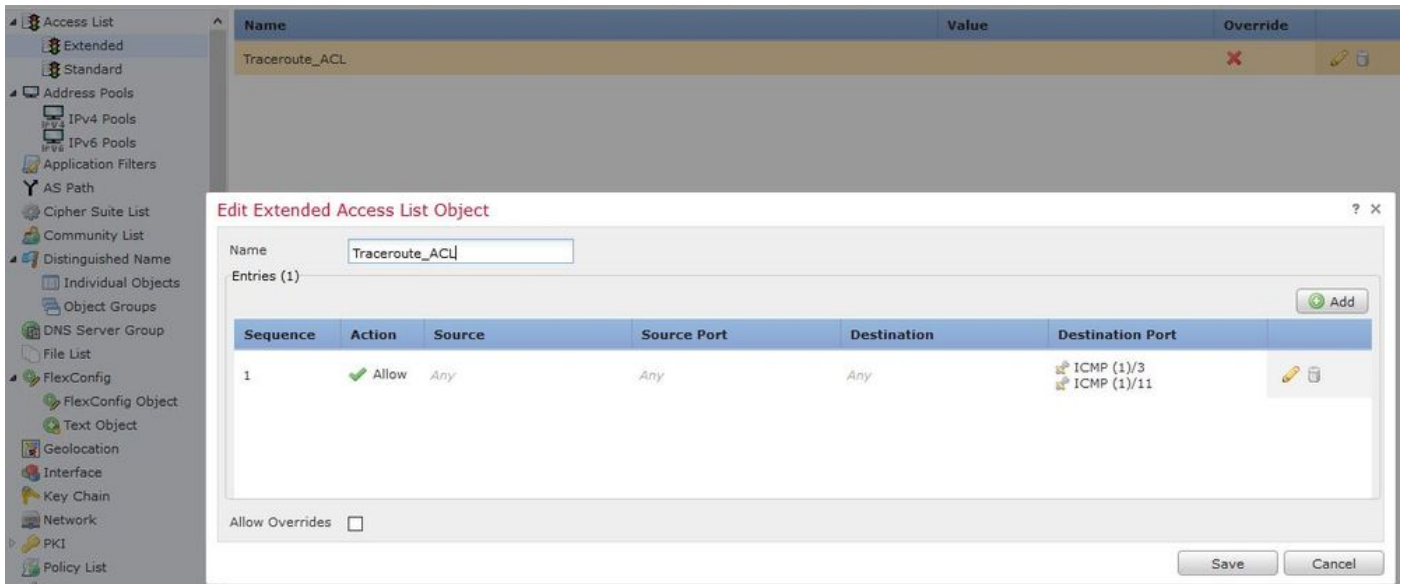 Access List
Extended
Standard
Address Pools
IPv4 Pools
IPv6 Pools
Application Filters
AS Path
Cipher Suite List
Community List
Distinguished Name
Individual Objects
Object Groups
DNS Server Group
File List
FlexConfig
FlexConfig Object
Text Object
Geolocation
Interface
Key Chain
Network
PKI
Policy List
Name Value Override
Traceroute_ACL
Edit Extended Access List Object ? X
Name Traceroute_ACL
Entries (1)
Add
Sequence Action Source Source Port Destination Destination Port
1 Allow Any Any Any ICMP (1)/3
ICMP (1)/11
Allow Overrides
Save Cancel